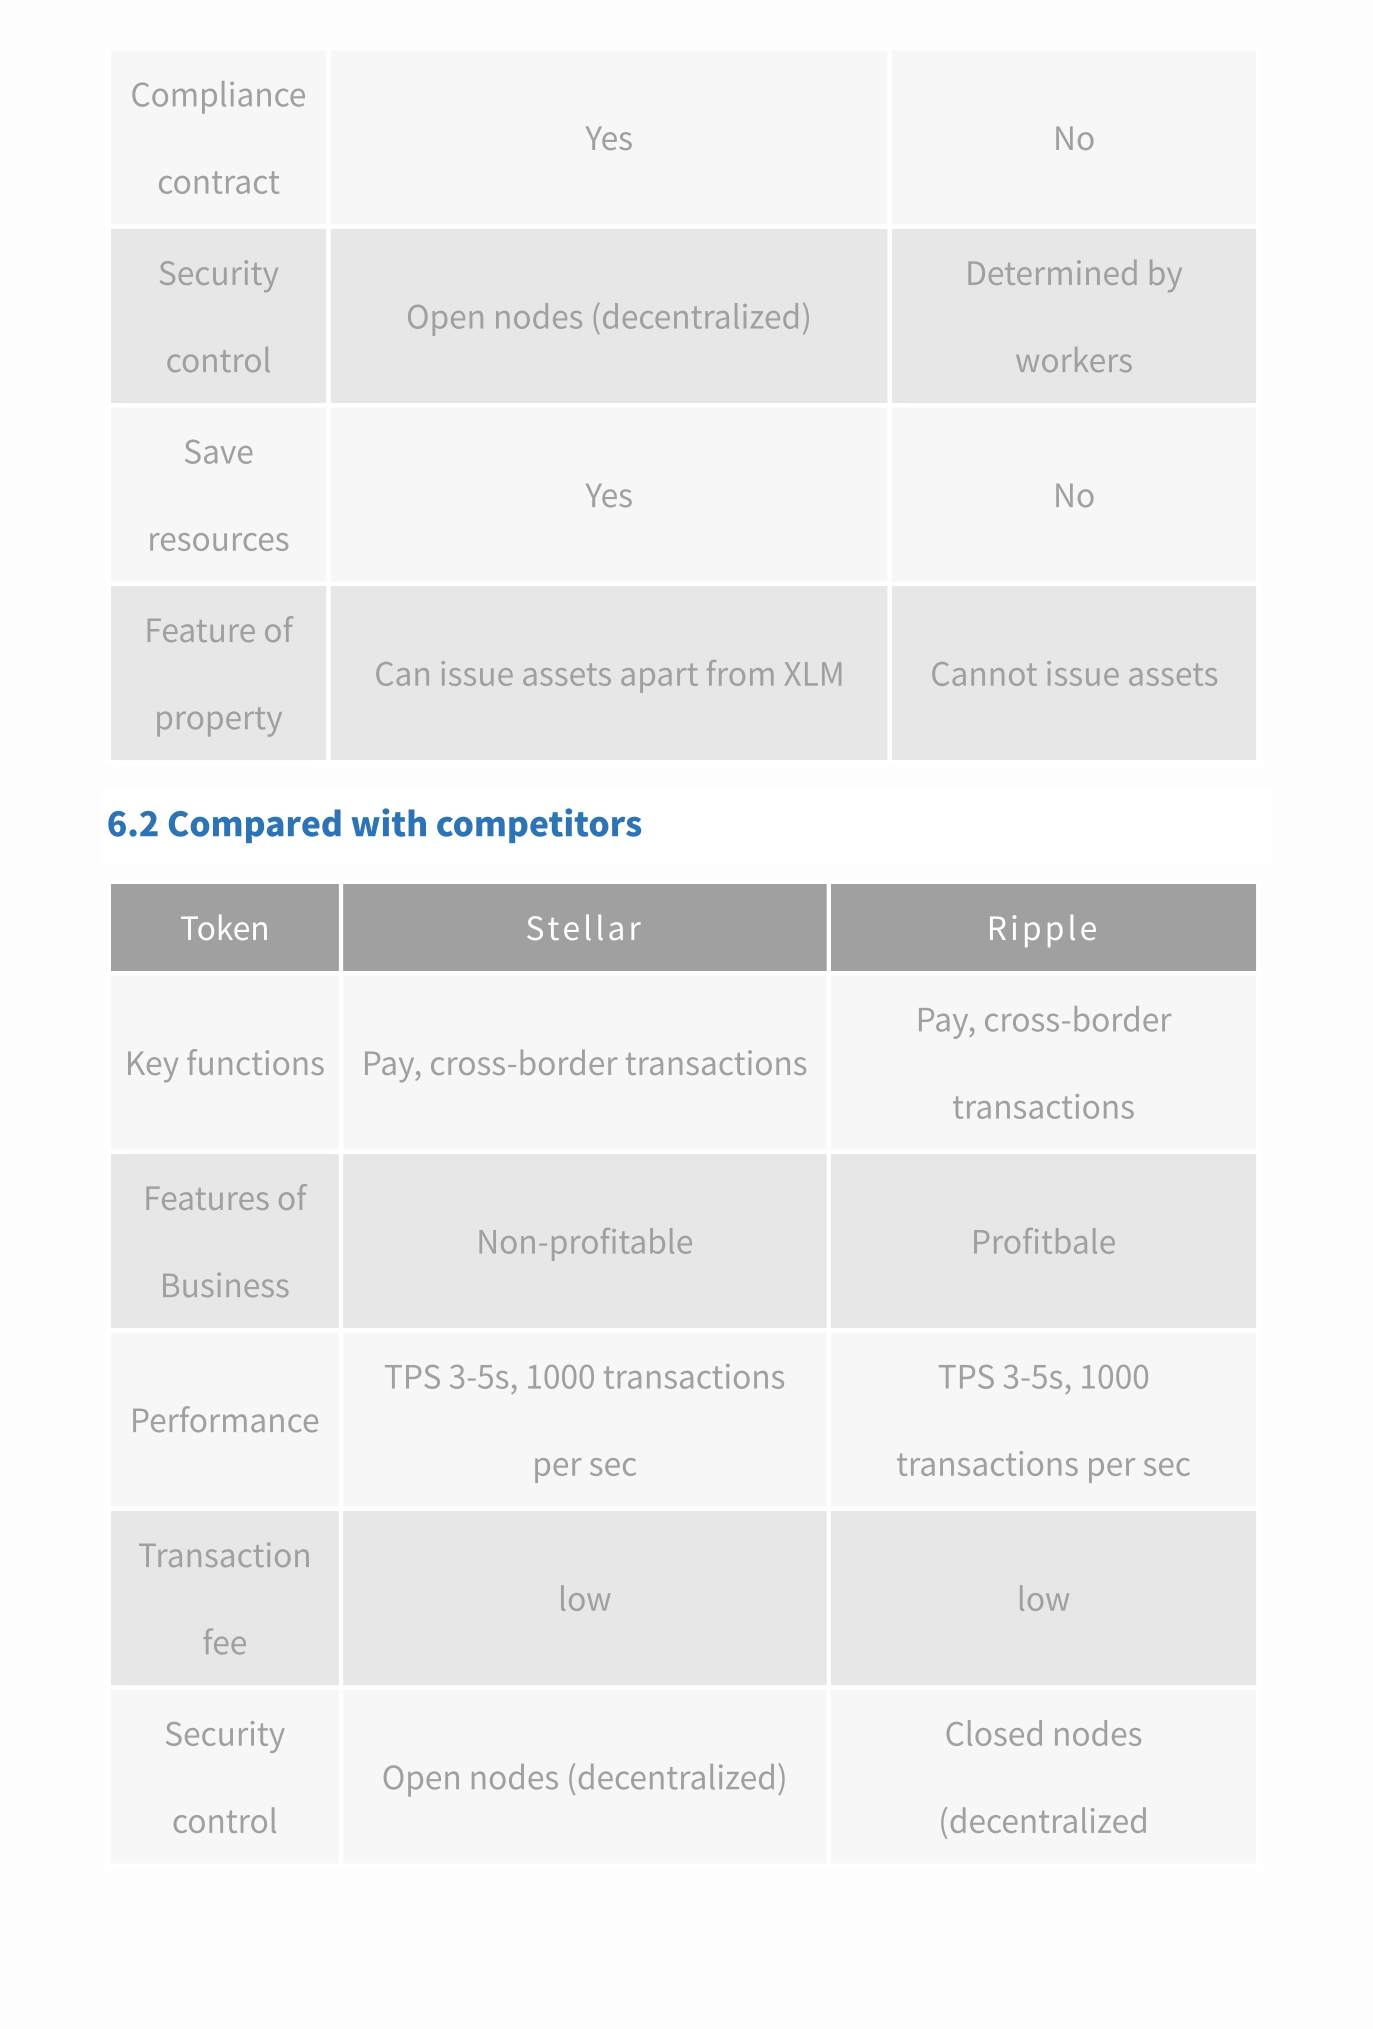 Compliance
contract
Yes
No
Security
control
Open nodes (decentralized)
Determined by
workers
Save
resources
Yes
No
Feature of
property
Can issue assets apart from XLM
Cannot issue assets
6.2 Compared with competitors
Token
Stellar
Ripple
Key functions
Pay, cross-border transactions
Pay, cross-border
transactions
Features of
Business
Non-profitable
Profitbale
Performance
TPS 3-5s, 1000 transactions
per sec
TPS 3-5s, 1000
transactions per sec
Transaction
fee
low
low
Security
control
Open nodes (decentralized)
Closed nodes
(decentralized